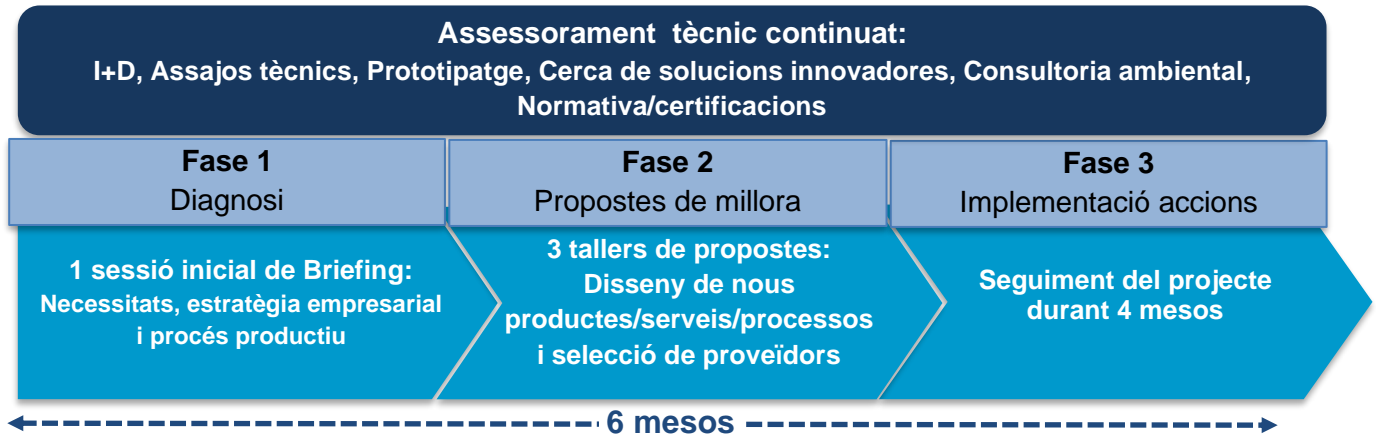 Assessorament tècnic continuat:
I+D, Assajos tècnics, Prototipatge, Cerca de solucions innovadores, Consultoria ambiental,
Normativa/certificacions
Fase 1
Diagnosi
Fase 2
Propostes de millora
Fase 3
Implementació accions
1 sessió inicial de Briefing:
Necessitats, estratègia empresarial
i procés productiu
3 tallers de propostes:
Disseny de nous
productes/serveis/processos
i selecció de proveïdors
Seguiment del projecte
durant 4 mesos
6 mesos